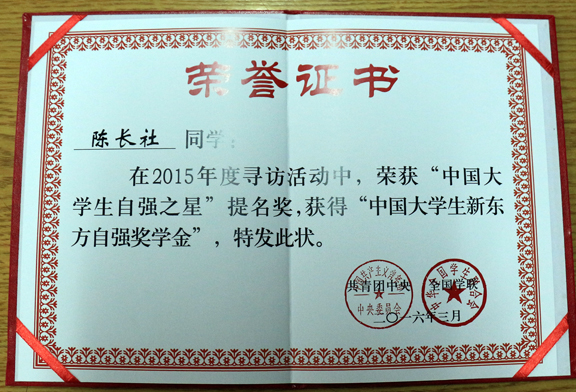 荣誉证书
陈长社 同学：
在2015年度寻访活动中，荣获“中国大
学生自强之星”提名奖，获得“中国大学生新东
方自强奖学金”，特发此状。
共青团中央 全国学联
二〇一六年三月